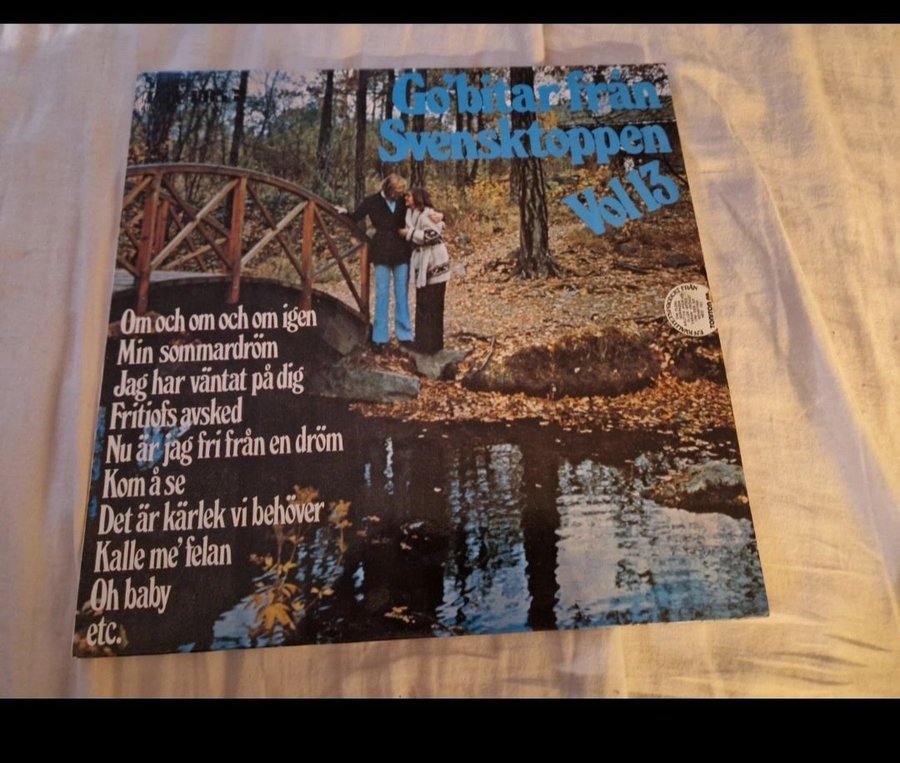 Go'bitar från
Svensktoppen
Vol 13
Om och om och om igen
Min sommardröm
Jag har väntat på dig
Fritiofs avsked
Nu är jag fri från en dröm
Kom å se
Det är kärlek vi behöver
Kalle me' felan
Oh baby
etc.